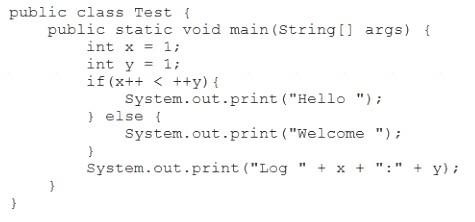 public class Test {
    public static void main(String[] args) {
        int x = 1;
        int y = 1;
        if(x++ < ++y){
            System.out.print("Hello ");
        } else {
            System.out.print("Welcome ");
        }
        System.out.print("Log " + x + ":" + y);
    }
}